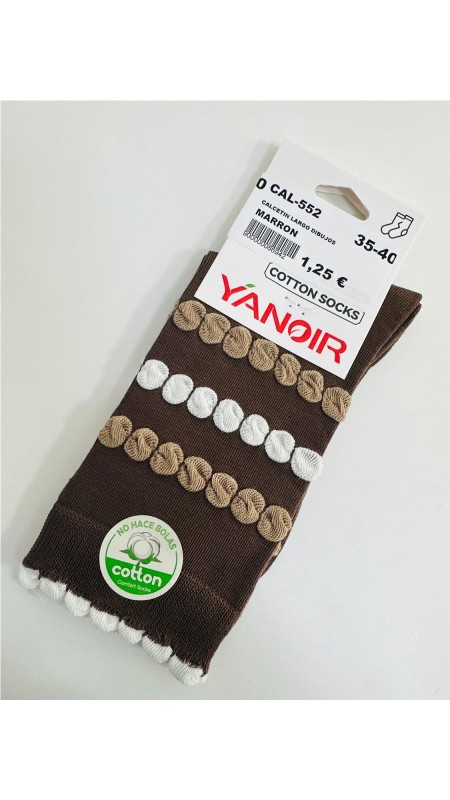 0 CAL-552
CALCETIN LARGO DIBUJOS
MARRON
35-40
1,25 €
COTTON SOCKS
YANOIR
NO HACE BOLAS
cotton
Comfort Socks